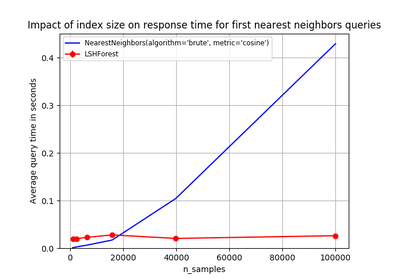 Impact of index size on response time for first nearest neighbors queries
NearestNeighbors(algorithm='brute', metric='cosine')
LSHForest
Average query time in seconds
0.4
0.3
0.2
0.1
0.0
0 20000 40000 60000 80000 100000
n_samples